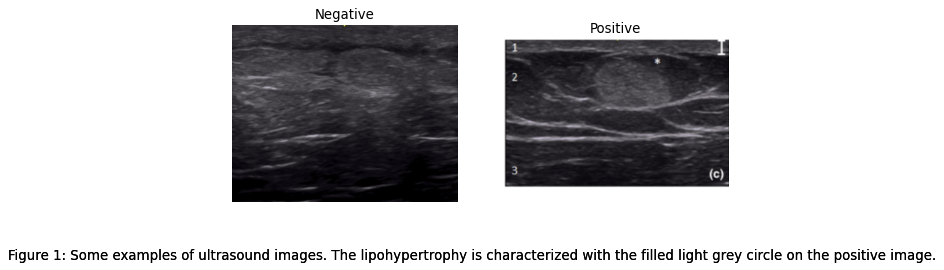 Negative
Positive
1
*
2
3
(c)
Figure 1: Some examples of ultrasound images. The lipohypertrophy is characterized with the filled light grey circle on the positive image.